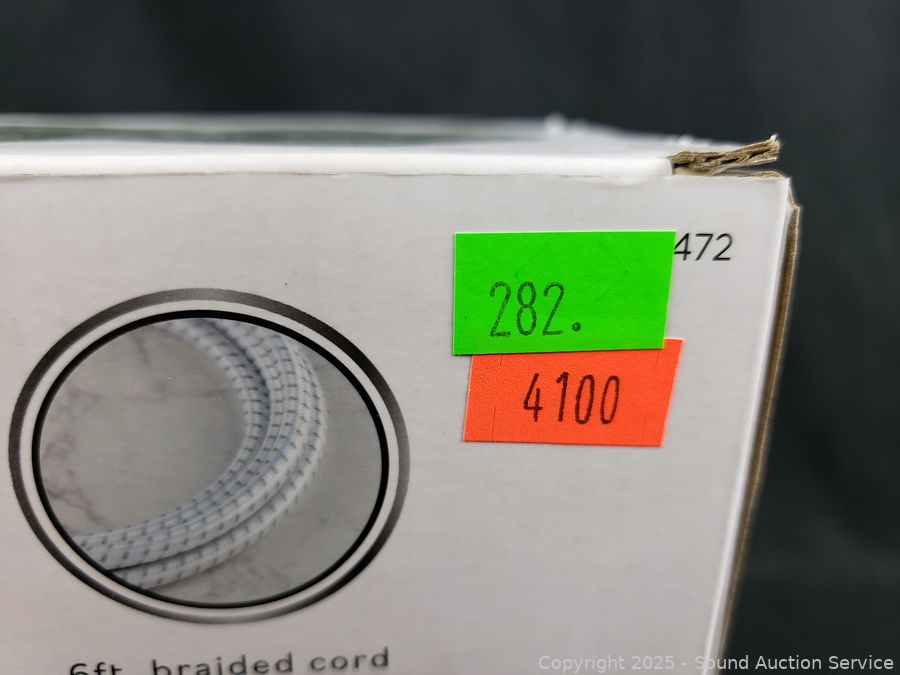 472
282.
4100
6ft. braided cord
Copyright 2025 - Sound Auction Service